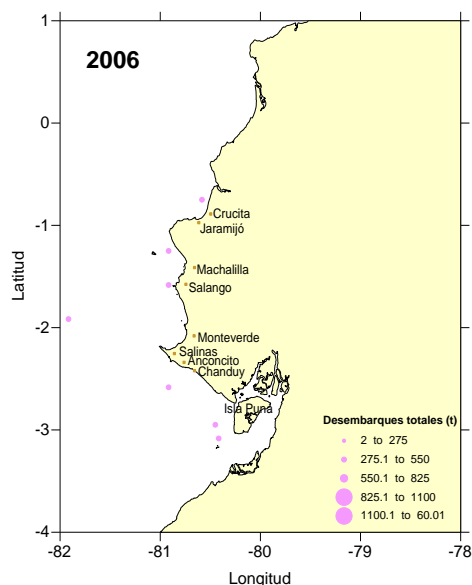 1
2006
0
Crucita
-1
Jaramijó
Machalilla
Salango
Latitud
-2
Monteverde
Salinas
Anconcito
Chanduy
Isla Puná
-3
Desembarques totales (t)
2 to 275
275.1 to 550
550.1 to 825
825.1 to 1100
1100.1 to 60.01
-4
-82 -81 -80 -79 -78
Longitud